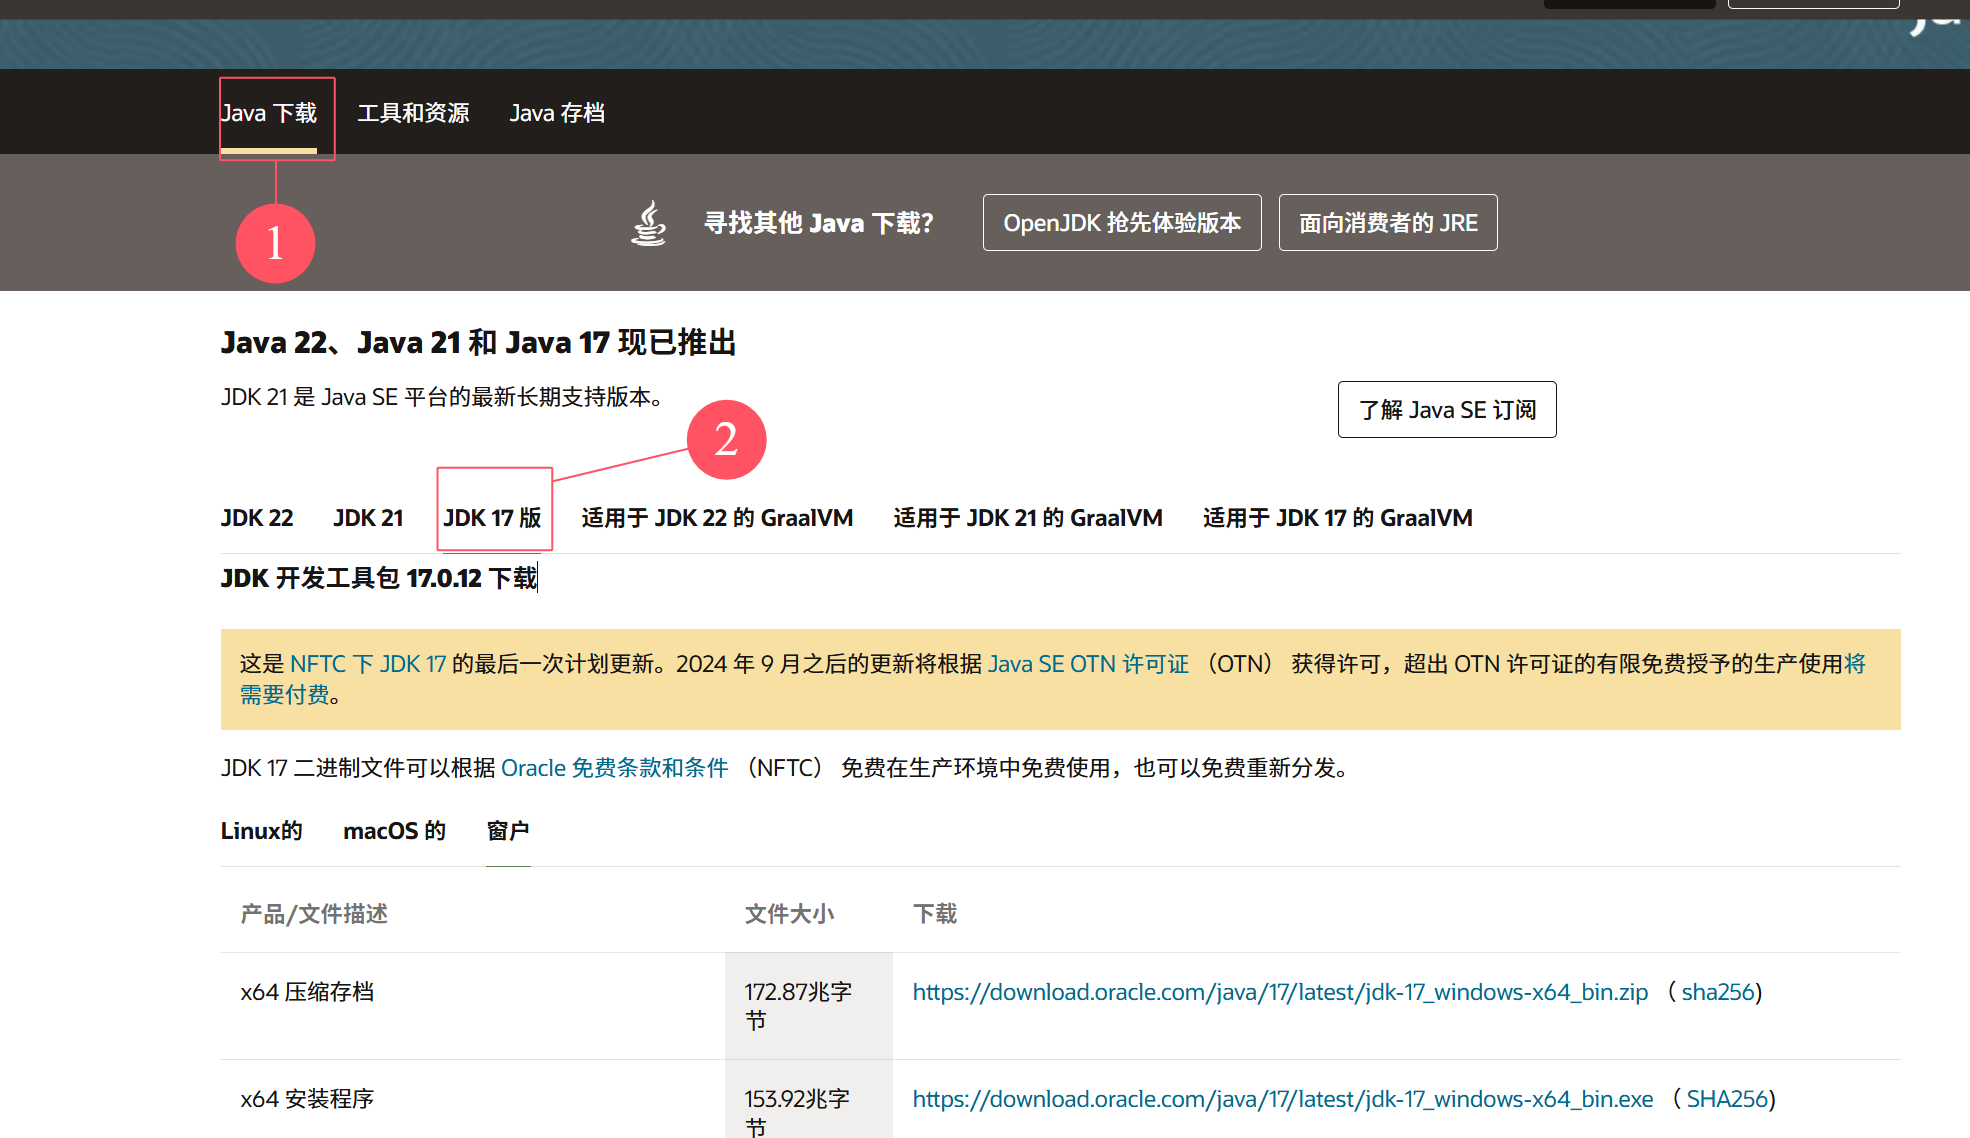 Java 下载 工具和资源 Java 存档
1
寻找其他 Java 下载? OpenJDK 抢先体验版本 面向消费者的 JRE
Java 22、Java 21 和 Java 17 现已推出
JDK 21 是 Java SE 平台的最新长期支持版本。
了解 Java SE 订阅
2
JDK 22 JDK 21 JDK 17 版 适用于 JDK 22 的 GraalVM 适用于 JDK 21 的 GraalVM 适用于 JDK 17 的 GraalVM
JDK 开发工具包 17.0.12 下载
这是 NFTC 下 JDK 17 的最后一次计划更新。2024 年 9 月之后的更新将根据 Java SE OTN 许可证 （OTN） 获得许可，超出 OTN 许可证的有限免费授予的生产使用将
需要付费。
JDK 17 二进制文件可以根据 Oracle 免费条款和条件 （NFTC） 免费在生产环境中免费使用，也可以免费重新分发。
Linux的 macOS 的 窗户
产品/文件描述 文件大小 下载
x64 压缩存档 172.87兆字 https://download.oracle.com/java/17/latest/jdk-17_windows-x64_bin.zip （ sha256)
节
x64 安装程序 153.92兆字 https://download.oracle.com/java/17/latest/jdk-17_windows-x64_bin.exe （ SHA256)
节